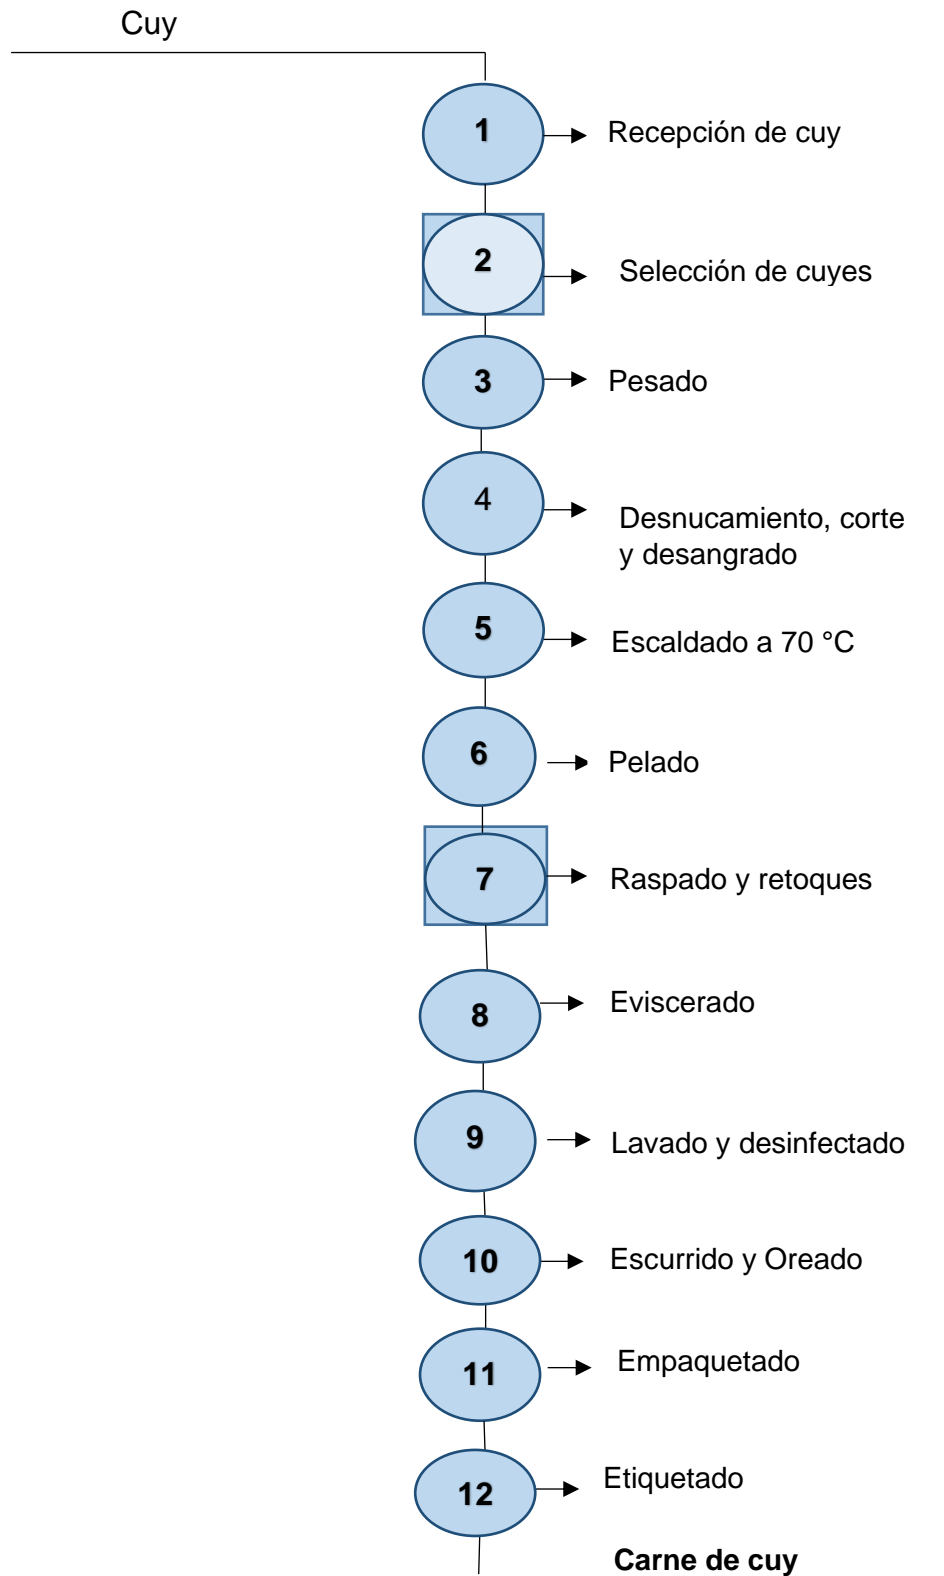 Cuy
1
Recepción de cuy
2
Selección de cuyes
3
Pesado
4
Desnucamiento, corte
y desangrado
5
Escaldado a 70 °C
6
Pelado
7
Raspado y retoques
8
Eviscerado
9
Lavado y desinfectado
10
Escurrido y Oreado
11
Empaquetado
12
Etiquetado
Carne de cuy